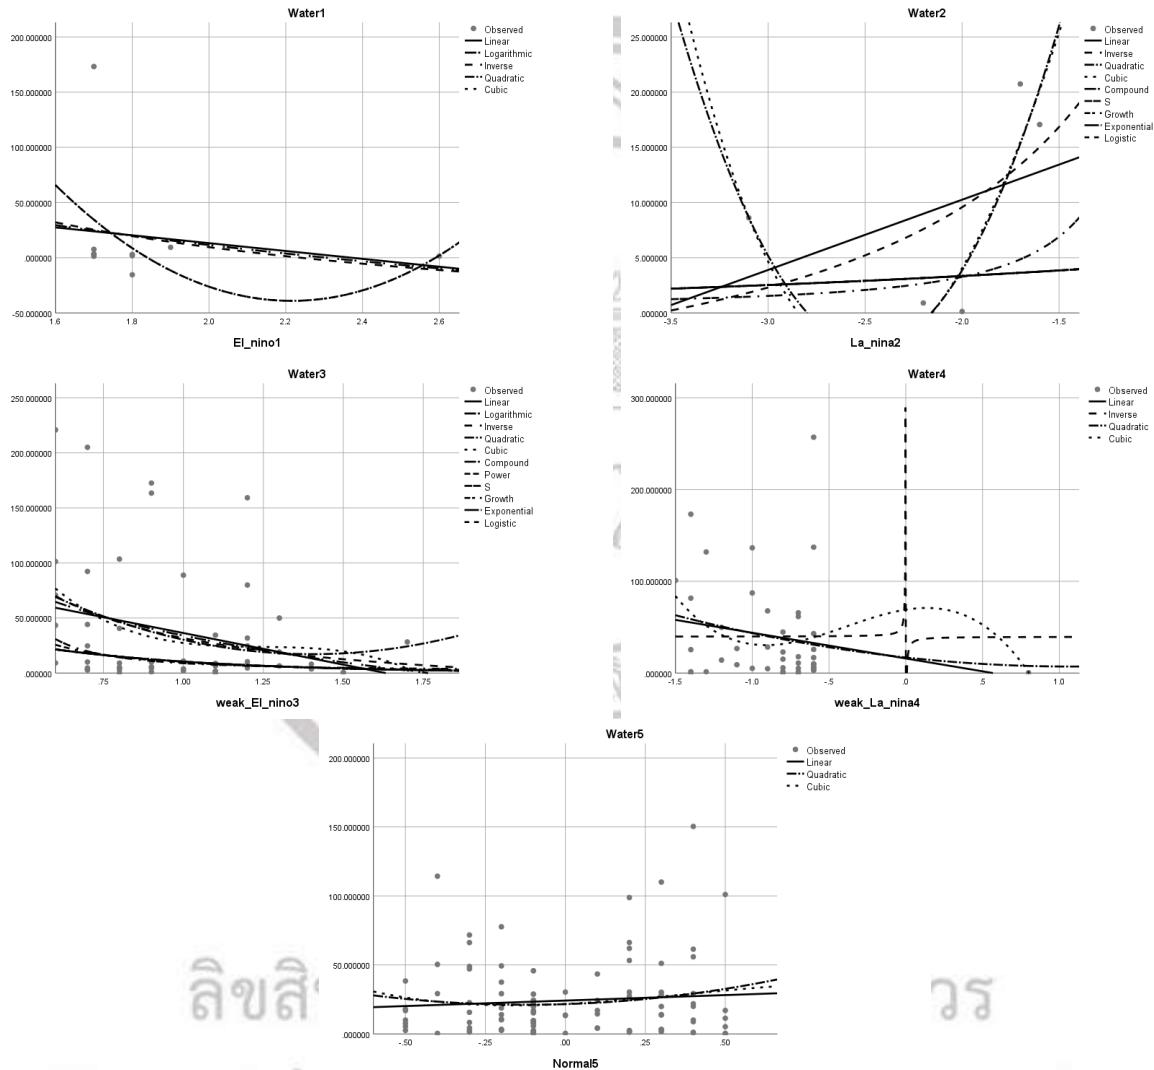 Water1
200.000000
150.000000
100.000000
50.000000
.000000
-50.000000
1.6
1.8
2.0
2.2
2.4
2.6
El_nino1
Observed
Linear
Logarithmic
Inverse
Quadratic
Cubic
Water2
25.000000
20.000000
15.000000
10.000000
5.000000
.000000
-3.5
-3.0
-2.5
-2.0
-1.5
La_nina2
Observed
Linear
Inverse
Quadratic
Cubic
Compound
S
Growth
Exponential
Logistic
Water3
250.000000
200.000000
150.000000
100.000000
50.000000
.000000
.75
1.00
1.25
1.50
1.75
weak_El_nino3
Observed
Linear
Logarithmic
Inverse
Quadratic
Cubic
Compound
Power
S
Growth
Exponential
Logistic
Water4
300.000000
200.000000
100.000000
.000000
-1.5
-1.0
-.5
.0
.5
1.0
weak_La_nina4
Observed
Linear
Inverse
Quadratic
Cubic
Water5
200.000000
150.000000
100.000000
50.000000
.000000
-.50
-.25
.00
.25
.50
Normal5
Observed
Linear
Quadratic
Cubic
ลิขสิ
วร